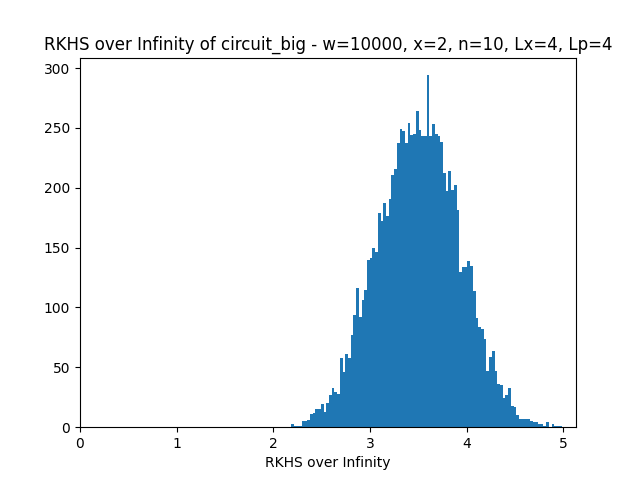 RKHS over Infinity of circuit_big - w=10000, x=2, n=10, Lx=4, Lp=4
300
250
200
150
100
50
0
0 1 2 3 4 5
RKHS over Infinity